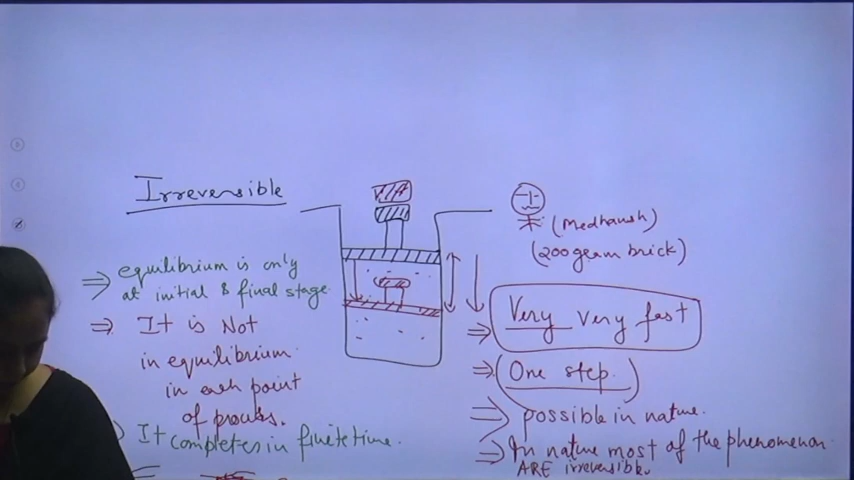 Irreversible
(Medhansh)
(200 geram brick)
⇒ equilibrium is only
at initial & final stage.
⇒ It is Not
in equilibrium
in each point
of process.
It completes in finite time.
⇒ Very very fast
⇒ (One step.)
⇒ possible in nature.
⇒ In nature most of the phenomenon
ARE irreversible.